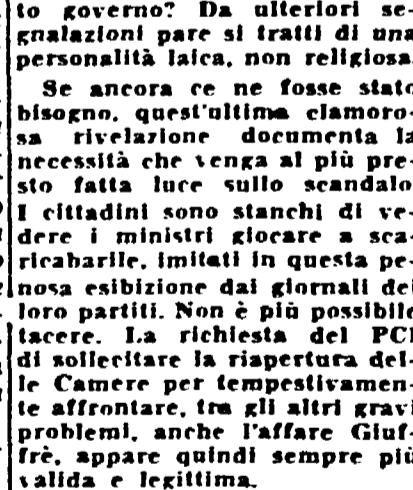 to governo? Da ulteriori se-
gnalazioni pare si tratti di una
personalità laica, non religiosa.
Se ancora ce ne fosse stato
bisogno, quest'ultima clamoro-
sa rivelazione documenta la
necessità che venga al più pre-
sto fatta luce sullo scandalo.
I cittadini sono stanchi di ve-
dere i ministri giocare a sca-
ricabarile, imitati in questa pe-
nosa esibizione dai giornali dei
loro partiti. Non è più possibile
tacere. La richiesta del PCI
di sollecitare la riapertura del-
le Camere per tempestivamen-
te affrontare, tra gli altri gravi
problemi, anche l'affare Giuf-
frè, appare quindi sempre più
valida e legittima.